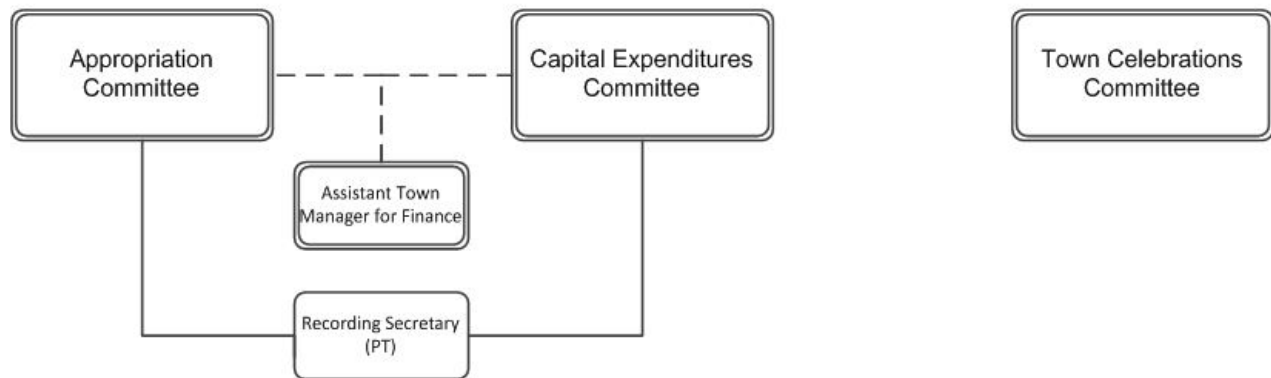 Appropriation
Committee
Capital Expenditures
Committee
Town Celebrations
Committee
Assistant Town
Manager for Finance
Recording Secretary
(PT)